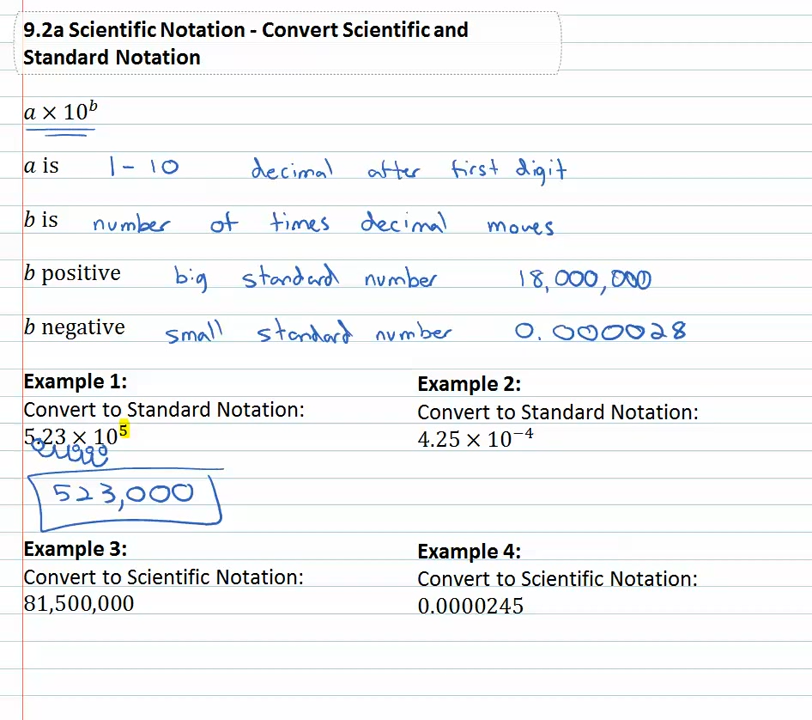 9.2a Scientific Notation - Convert Scientific and
Standard Notation
a × 10^b
a is 1 - 10 decimal after first digit
b is number of times decimal moves
b positive big standard number 18,000,000
b negative small standard number 0.0000028
Example 1:
Convert to Standard Notation:
5.23 × 10^5
523,000
Example 2:
Convert to Standard Notation:
4.25 × 10^−4
Example 3:
Convert to Scientific Notation:
81,500,000
Example 4:
Convert to Scientific Notation:
0.0000245